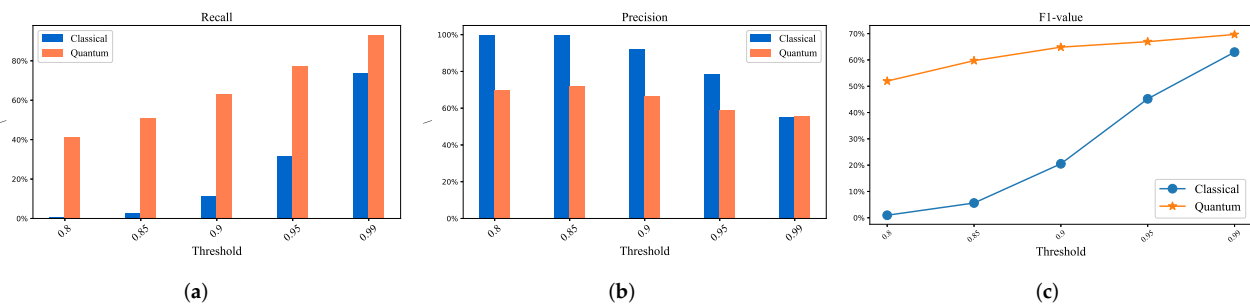 Recall
Classical
Quantum
80%
60%
40%
20%
0%
0.8
0.85
0.9
0.95
0.99
Threshold
(a)
Precision
Classical
Quantum
100%
80%
60%
40%
20%
0%
0.8
0.85
0.9
0.95
0.99
Threshold
(b)
F1-value
70%
60%
50%
40%
30%
20%
10%
0%
Classical
Quantum
0.8
0.85
0.9
0.95
0.99
Threshold
(c)